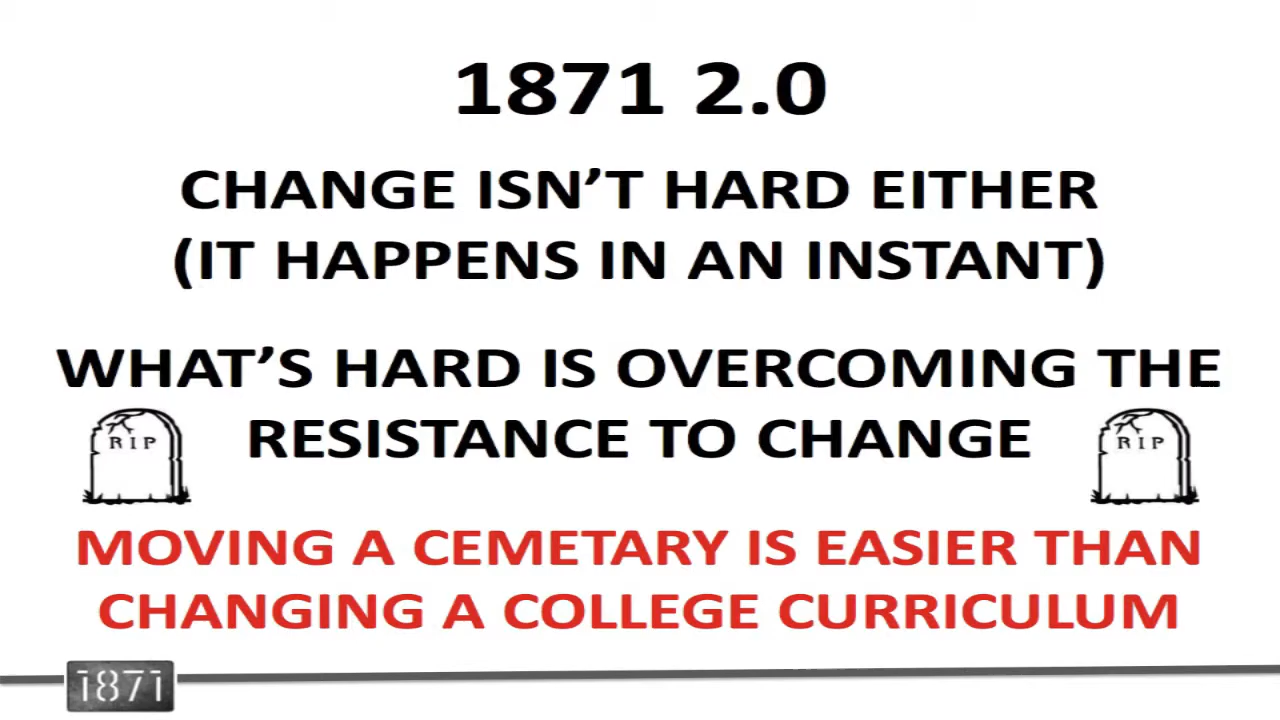 1871 2.0
CHANGE ISN’T HARD EITHER
(IT HAPPENS IN AN INSTANT)
WHAT’S HARD IS OVERCOMING THE
RESISTANCE TO CHANGE
RIP
RIP
MOVING A CEMETARY IS EASIER THAN
CHANGING A COLLEGE CURRICULUM
1871